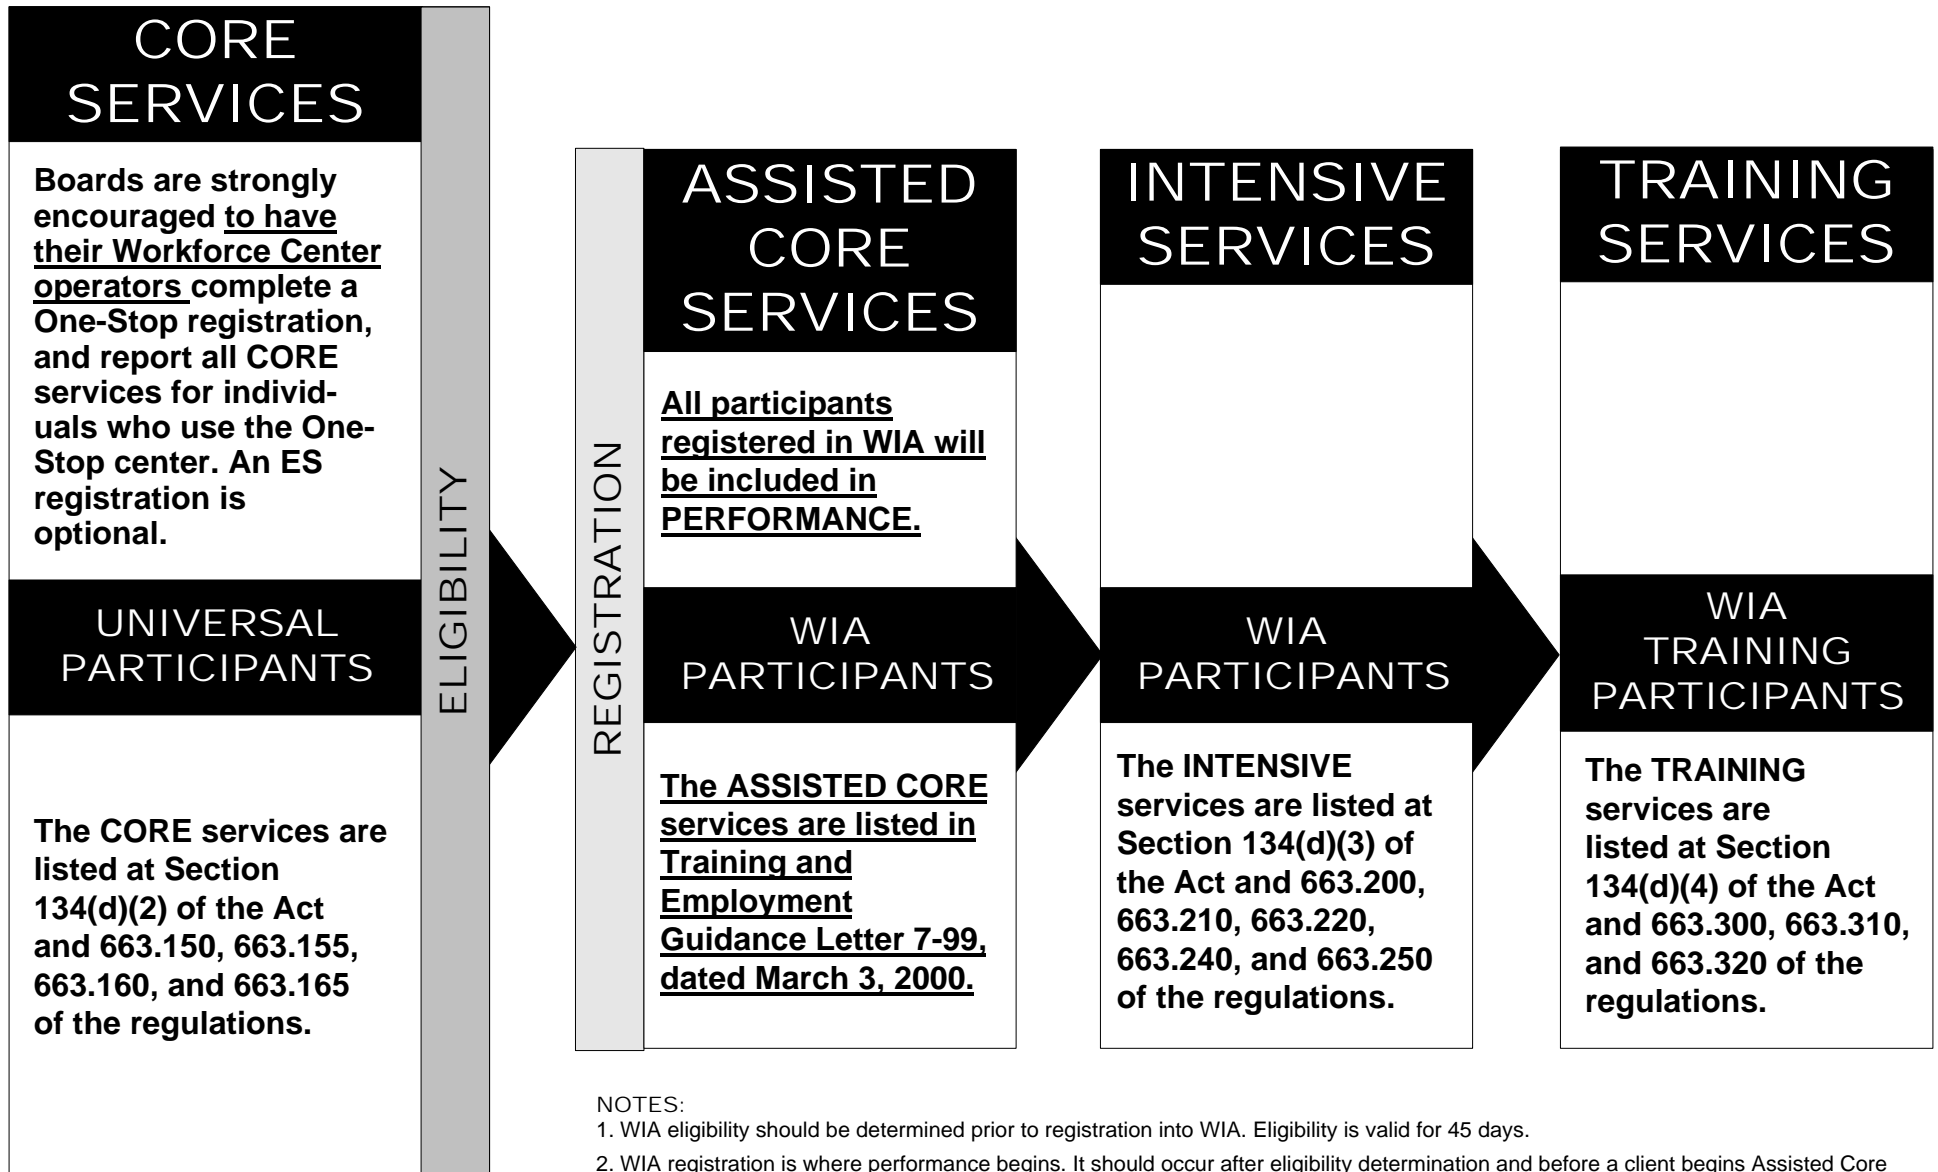 CORE
SERVICES
Boards are strongly
encouraged to have
their Workforce Center
operators complete a
One-Stop registration,
and report all CORE
services for individ-
uals who use the One-
Stop center. An ES
registration is
optional.
UNIVERSAL
PARTICIPANTS
The CORE services are
listed at Section
134(d)(2) of the Act
and 663.150, 663.155,
663.160, and 663.165
of the regulations.
ELIGIBILITY
REGISTRATION
ASSISTED
CORE
SERVICES
All participants
registered in WIA will
be included in
PERFORMANCE.
WIA
PARTICIPANTS
The ASSISTED CORE
services are listed in
Training and
Employment
Guidance Letter 7-99,
dated March 3, 2000.
INTENSIVE
SERVICES
WIA
PARTICIPANTS
The INTENSIVE
services are listed at
Section 134(d)(3) of
the Act and 663.200,
663.210, 663.220,
663.240, and 663.250
of the regulations.
TRAINING
SERVICES
WIA
TRAINING
PARTICIPANTS
The TRAINING
services are
listed at Section
134(d)(4) of the Act
and 663.300, 663.310,
and 663.320 of the
regulations.
NOTES:
1. WIA eligibility should be determined prior to registration into WIA. Eligibility is valid for 45 days.
2. WIA registration is where performance begins. It should occur after eligibility determination and before a client begins Assisted Core